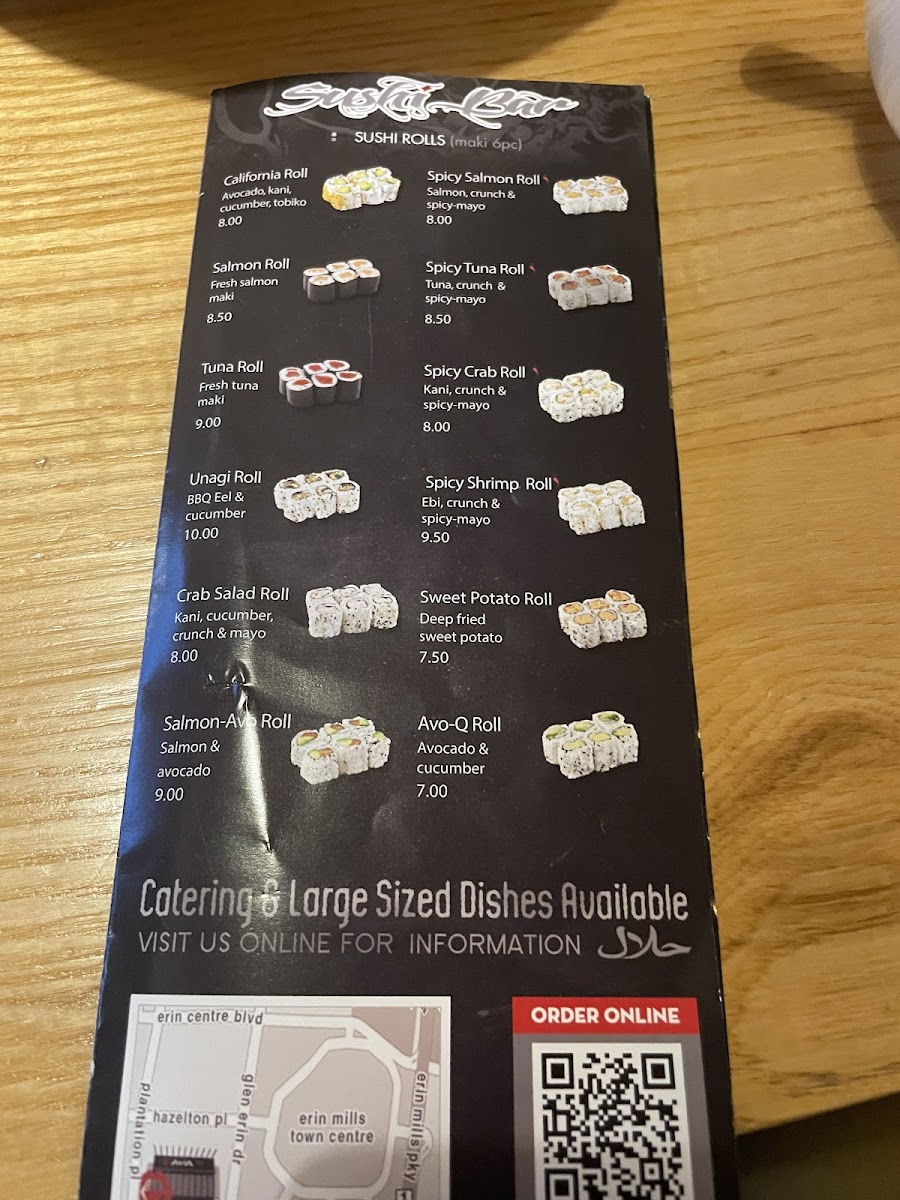 Sushi Bar
SUSHI ROLLS (maki 6pc)
California Roll
Avocado, kani,
cucumber, tobiko
8.00
Salmon Roll
Fresh salmon
maki
8.50
Tuna Roll
Fresh tuna
maki
9.00
Unagi Roll
BBQ Eel &
cucumber
10.00
Crab Salad Roll
Kani, cucumber,
crunch & mayo
8.00
Salmon-Avo Roll
Salmon &
avocado
9.00
Spicy Salmon Roll
Salmon, crunch &
spicy-mayo
8.00
Spicy Tuna Roll
Tuna, crunch &
spicy-mayo
8.50
Spicy Crab Roll
Kani, crunch &
spicy-mayo
8.00
Spicy Shrimp Roll
Ebi, crunch &
spicy-mayo
9.50
Sweet Potato Roll
Deep fried
sweet potato
7.50
Avo-Q Roll
Avocado &
cucumber
7.00
Catering & Large Sized Dishes Available
VISIT US ONLINE FOR INFORMATION حلال
erin centre blvd
plantation pl
hazelton pl
glen erin dr
erin mills
town centre
erin mills pky
ORDER ONLINE